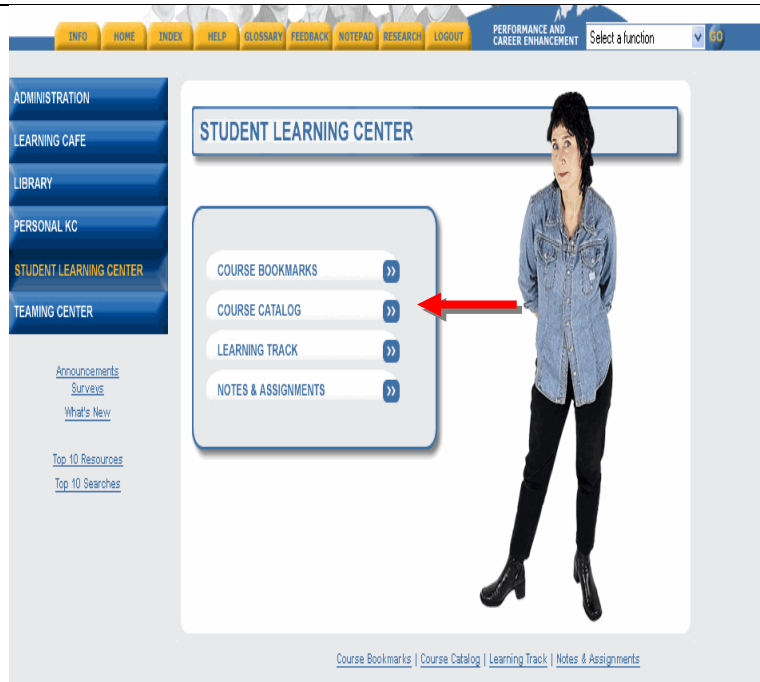 INFO HOME INDEX HELP GLOSSARY FEEDBACK NOTEPAD RESEARCH LOGOUT
PERFORMANCE AND
CAREER ENHANCEMENT
Select a function
GO
ADMINISTRATION
LEARNING CAFE
LIBRARY
PERSONAL KC
STUDENT LEARNING CENTER
TEAMING CENTER
Announcements
Surveys
What's New
Top 10 Resources
Top 10 Searches
STUDENT LEARNING CENTER
COURSE BOOKMARKS
COURSE CATALOG
LEARNING TRACK
NOTES & ASSIGNMENTS
Course Bookmarks | Course Catalog | Learning Track | Notes & Assignments